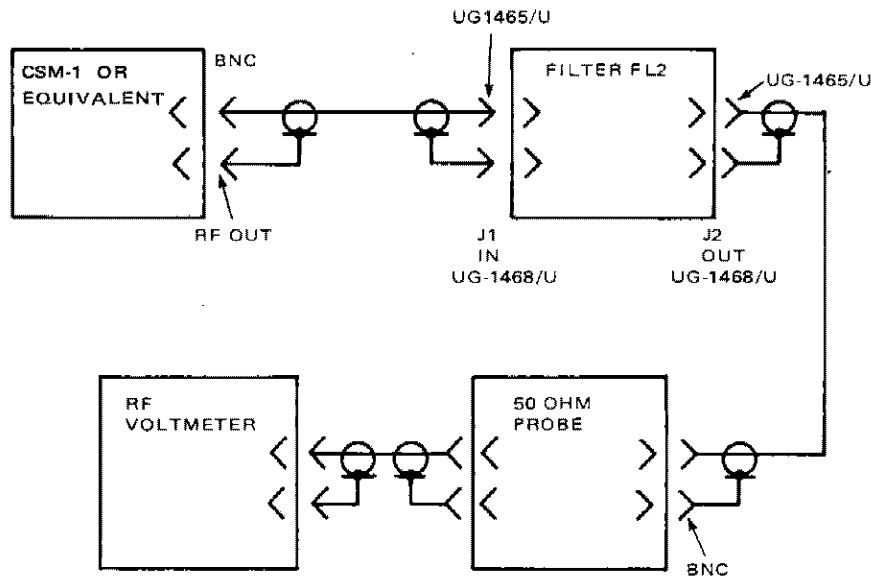 UG1465/U
CSM-1 OR
EQUIVALENT
BNC
FILTER FL2
UG-1465/U
RF OUT
J1
IN
UG-1468/U
J2
OUT
UG-1468/U
RF
VOLTMETER
50 OHM
PROBE
BNC